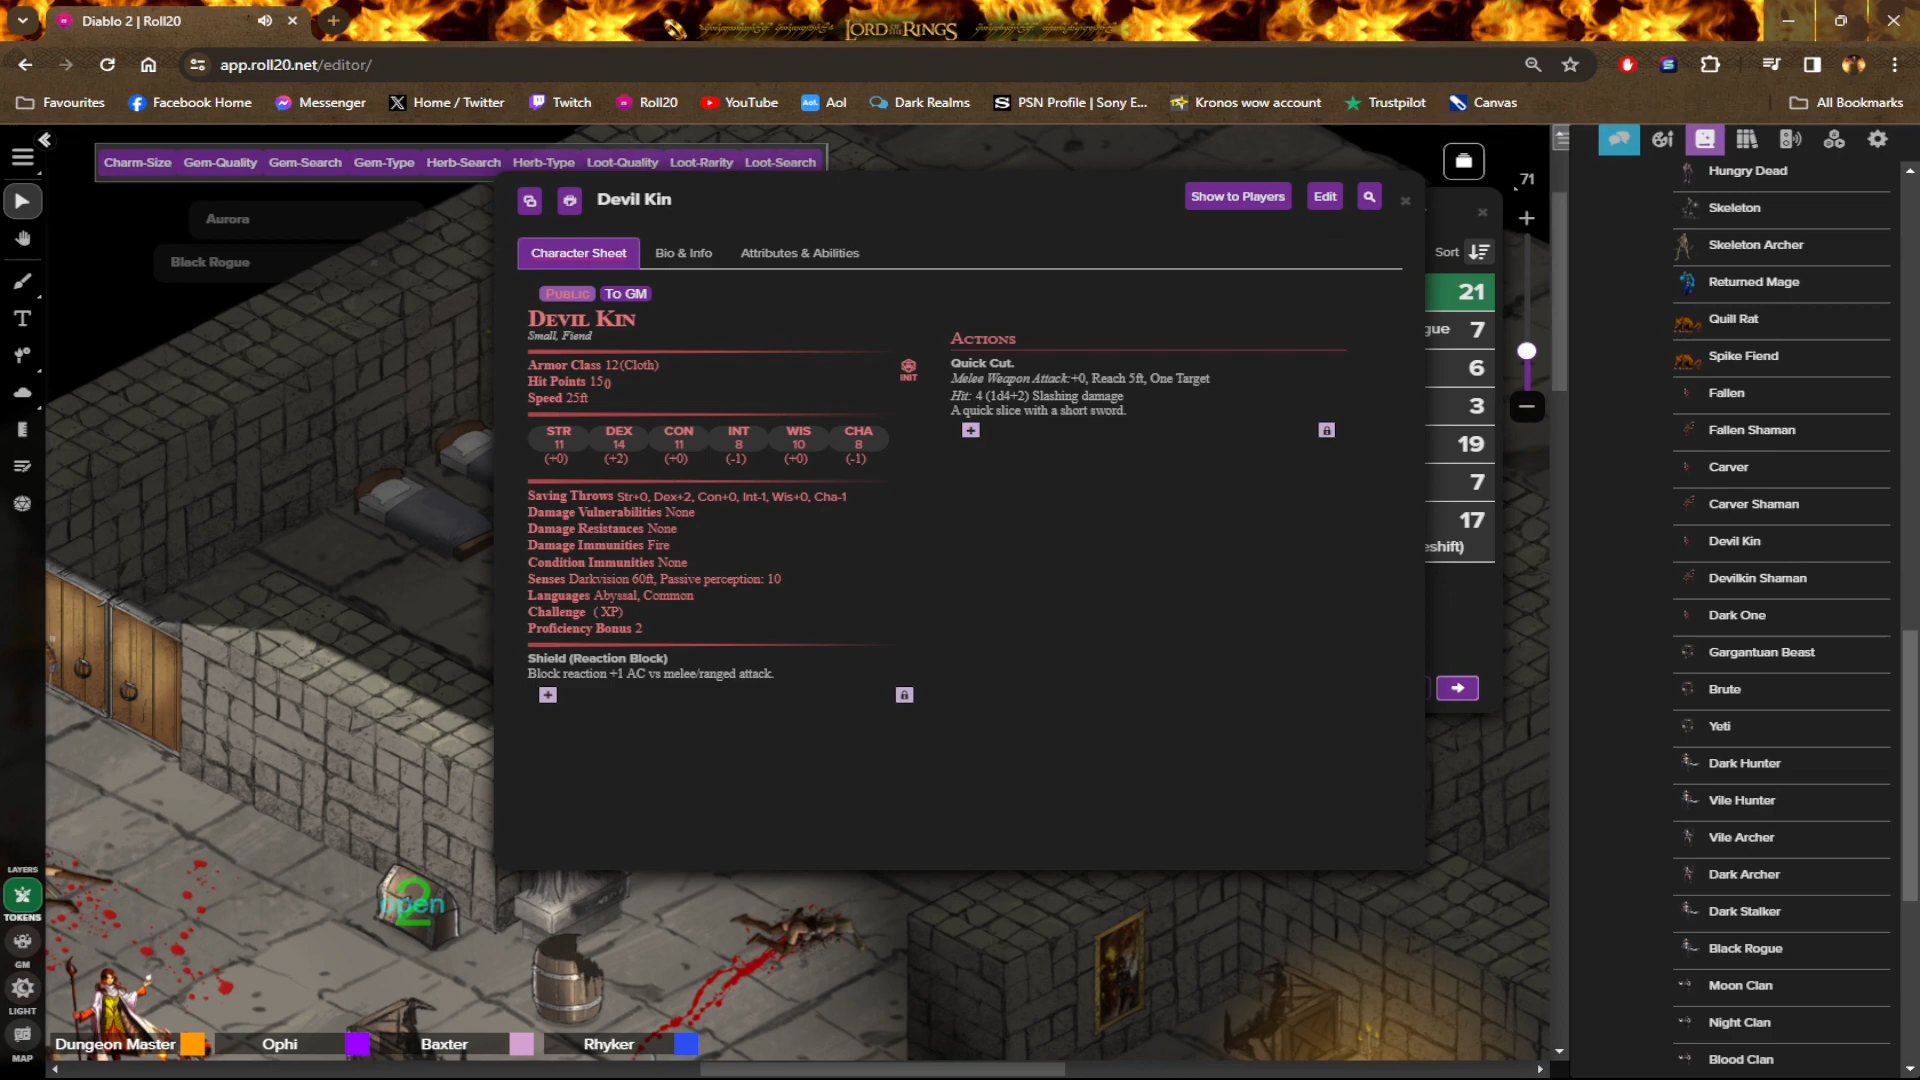 Diablo 2 | Roll20
LORD OF THE RINGS
app.roll20.net/editor/
Favourites
Facebook Home
Messenger
Home / Twitter
Twitch
Roll20
YouTube
Aol
Dark Realms
PSN Profile | Sony E...
Kronos wow account
Trustpilot
Canvas
All Bookmarks
Charm-Size
Gem-Quality
Gem-Search
Gem-Type
Herb-Search
Herb-Type
Loot-Quality
Loot-Rarity
Loot-Search
Aurora
Black Rogue
Devil Kin
Show to Players
Edit
Character Sheet
Bio & Info
Attributes & Abilities
Public
To GM
Devil Kin
Small, Fiend
Armor Class 12(Cloth)
Hit Points 15()
Speed 25ft
INIT
STR DEX CON INT WIS CHA
11 14 11 8 10 8
(+0) (+2) (+0) (-1) (+0) (-1)
Saving Throws Str+0, Dex+2, Con+0, Int-1, Wis+0, Cha-1
Damage Vulnerabilities None
Damage Resistances None
Damage Immunities Fire
Condition Immunities None
Senses Darkvision 60ft, Passive perception: 10
Languages Abyssal, Common
Challenge ( XP)
Proficiency Bonus 2
Shield (Reaction Block)
Block reaction +1 AC vs melee/ranged attack.
Actions
Quick Cut.
Melee Weapon Attack:+0, Reach 5ft, One Target
Hit: 4 (1d4+2) Slashing damage
A quick slice with a short sword.
Sort
21
gue 7
6
3
19
7
17
eshift)
71
Hungry Dead
Skeleton
Skeleton Archer
Returned Mage
Quill Rat
Spike Fiend
Fallen
Fallen Shaman
Carver
Carver Shaman
Devil Kin
Devilkin Shaman
Dark One
Gargantuan Beast
Brute
Yeti
Dark Hunter
Vile Hunter
Vile Archer
Dark Archer
Dark Stalker
Black Rogue
Moon Clan
Night Clan
Blood Clan
LAYERS
TOKENS
GM
LIGHT
MAP
2
open
Dungeon Master
Ophi
Baxter
Rhyker